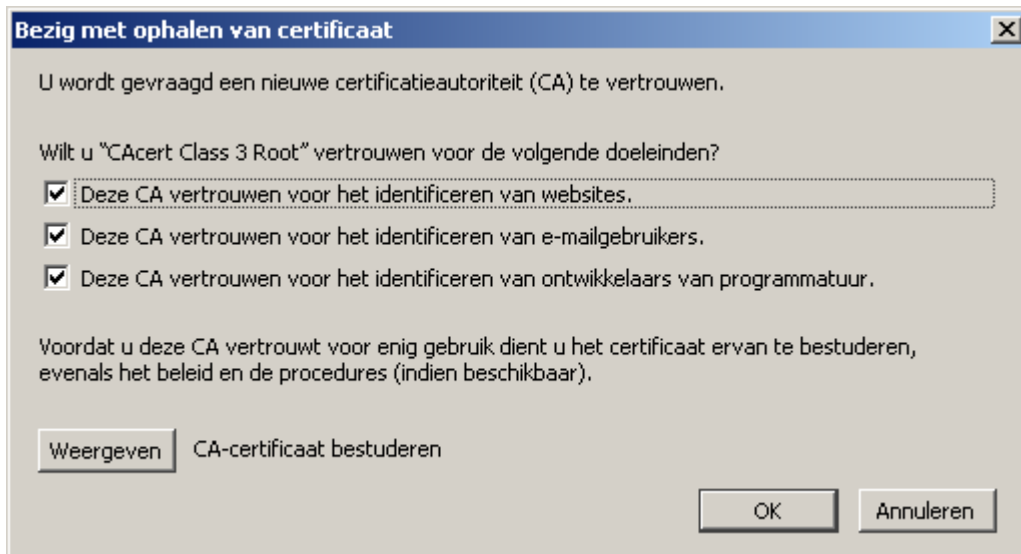 Bezig met ophalen van certificaat
U wordt gevraagd een nieuwe certificatieautoriteit (CA) te vertrouwen.
Wilt u “CAcert Class 3 Root” vertrouwen voor de volgende doeleinden?
Deze CA vertrouwen voor het identificeren van websites.
Deze CA vertrouwen voor het identificeren van e-mailgebruikers.
Deze CA vertrouwen voor het identificeren van ontwikkelaars van programmatuur.
Voordat u deze CA vertrouwt voor enig gebruik dient u het certificaat ervan te bestuderen,
evenals het beleid en de procedures (indien beschikbaar).
Weergeven CA-certificaat bestuderen
OK Annuleren